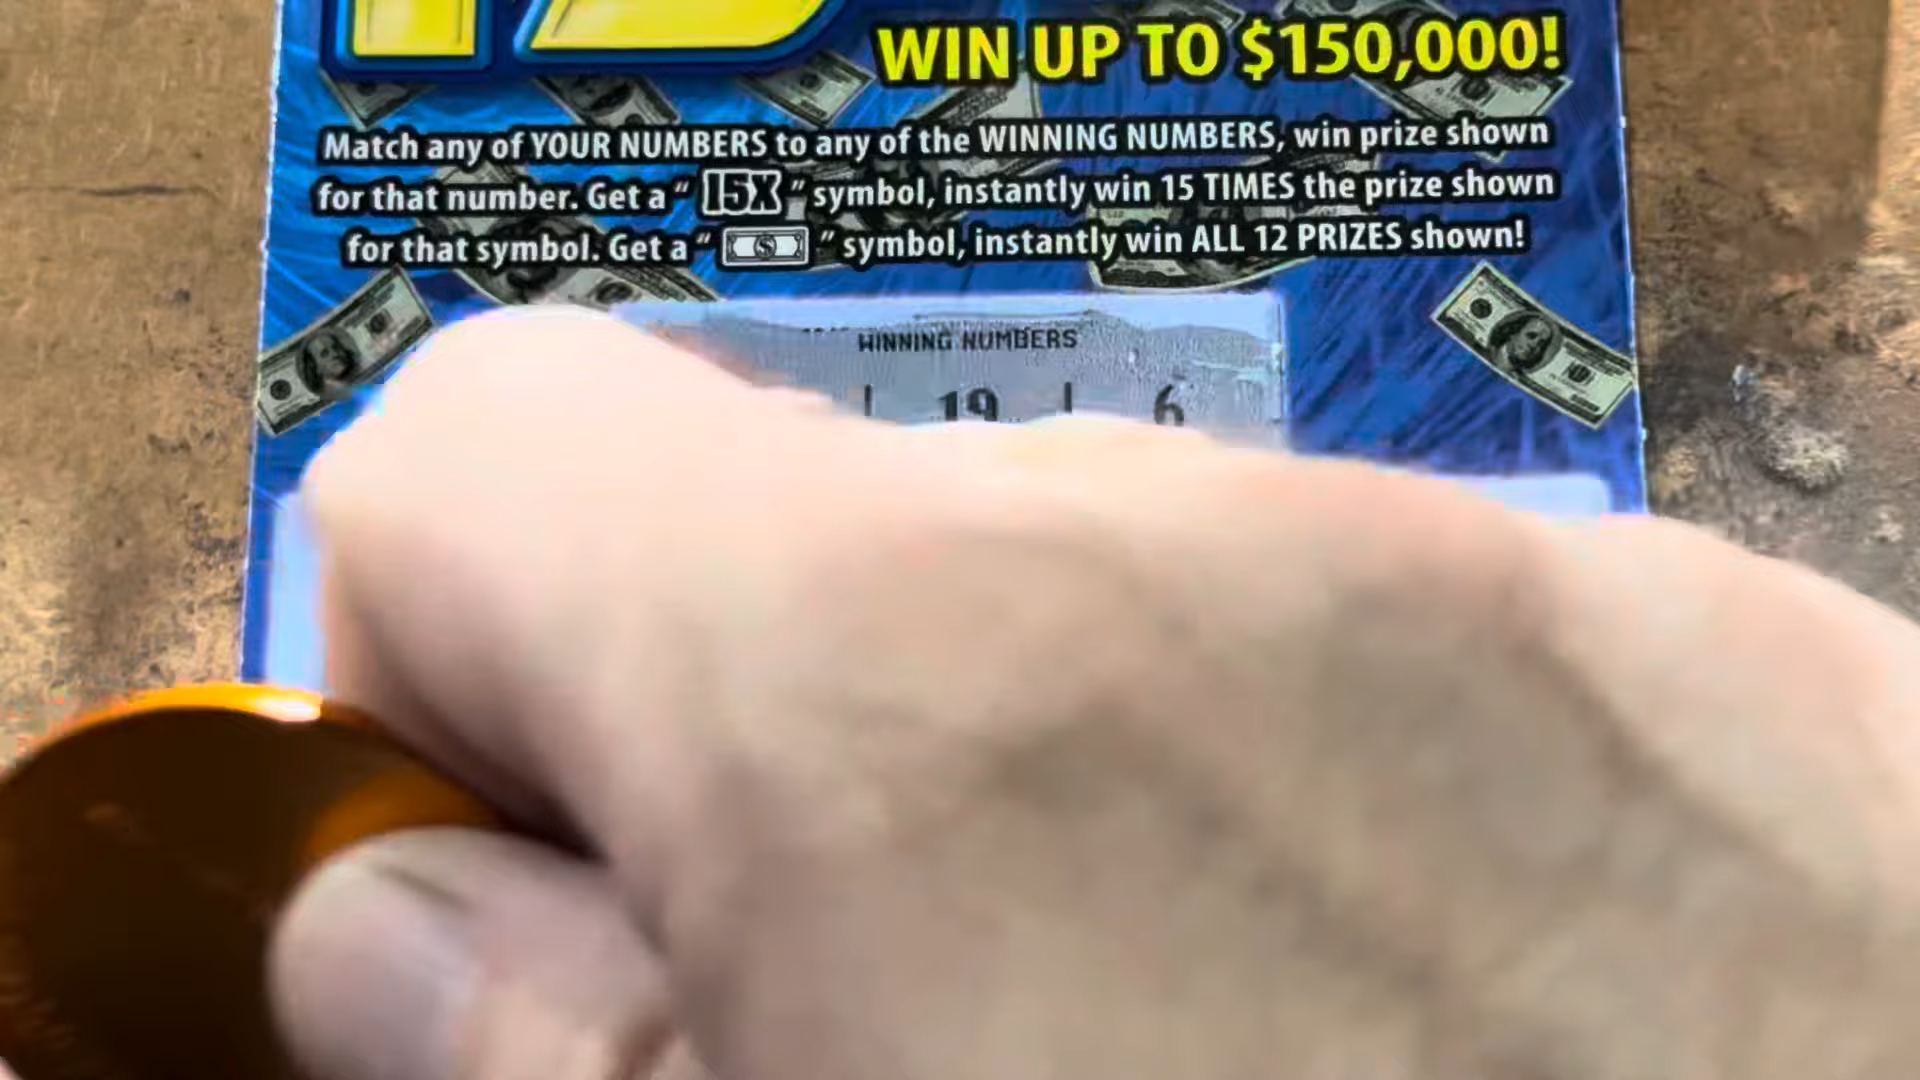 WIN UP TO $150,000!
Match any of YOUR NUMBERS to any of the WINNING NUMBERS, win prize shown
for that number. Get a “ 15X ” symbol, instantly win 15 TIMES the prize shown
for that symbol. Get a “ ” symbol, instantly win ALL 12 PRIZES shown!
WINNING NUMBERS
19 6